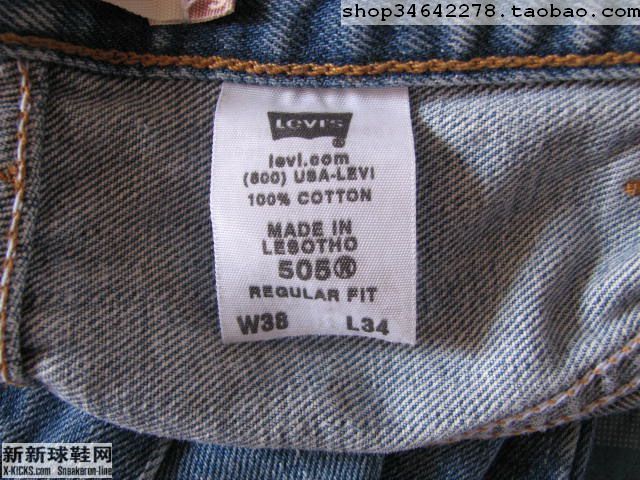 shop34642278.taobao.com
Levi's
®
levi.com
(800) USA-LEVI
100% COTTON
MADE IN
LESOTHO
505®
REGULAR FIT
W38 L34
新新球鞋网
X-KICKS.COM Sneakeron-line